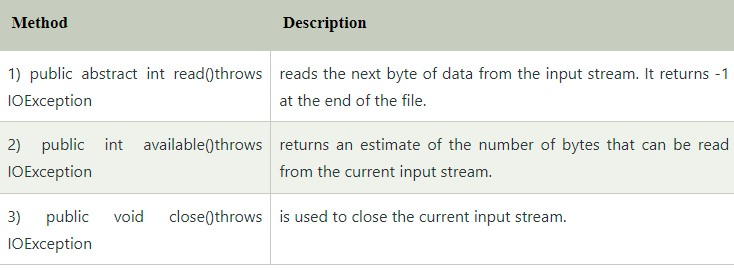 Method Description
1) public abstract int read()throws reads the next byte of data from the input stream. It returns -1
IOException at the end of the file.
2) public int available()throws returns an estimate of the number of bytes that can be read
IOException from the current input stream.
3) public void close()throws is used to close the current input stream.
IOException